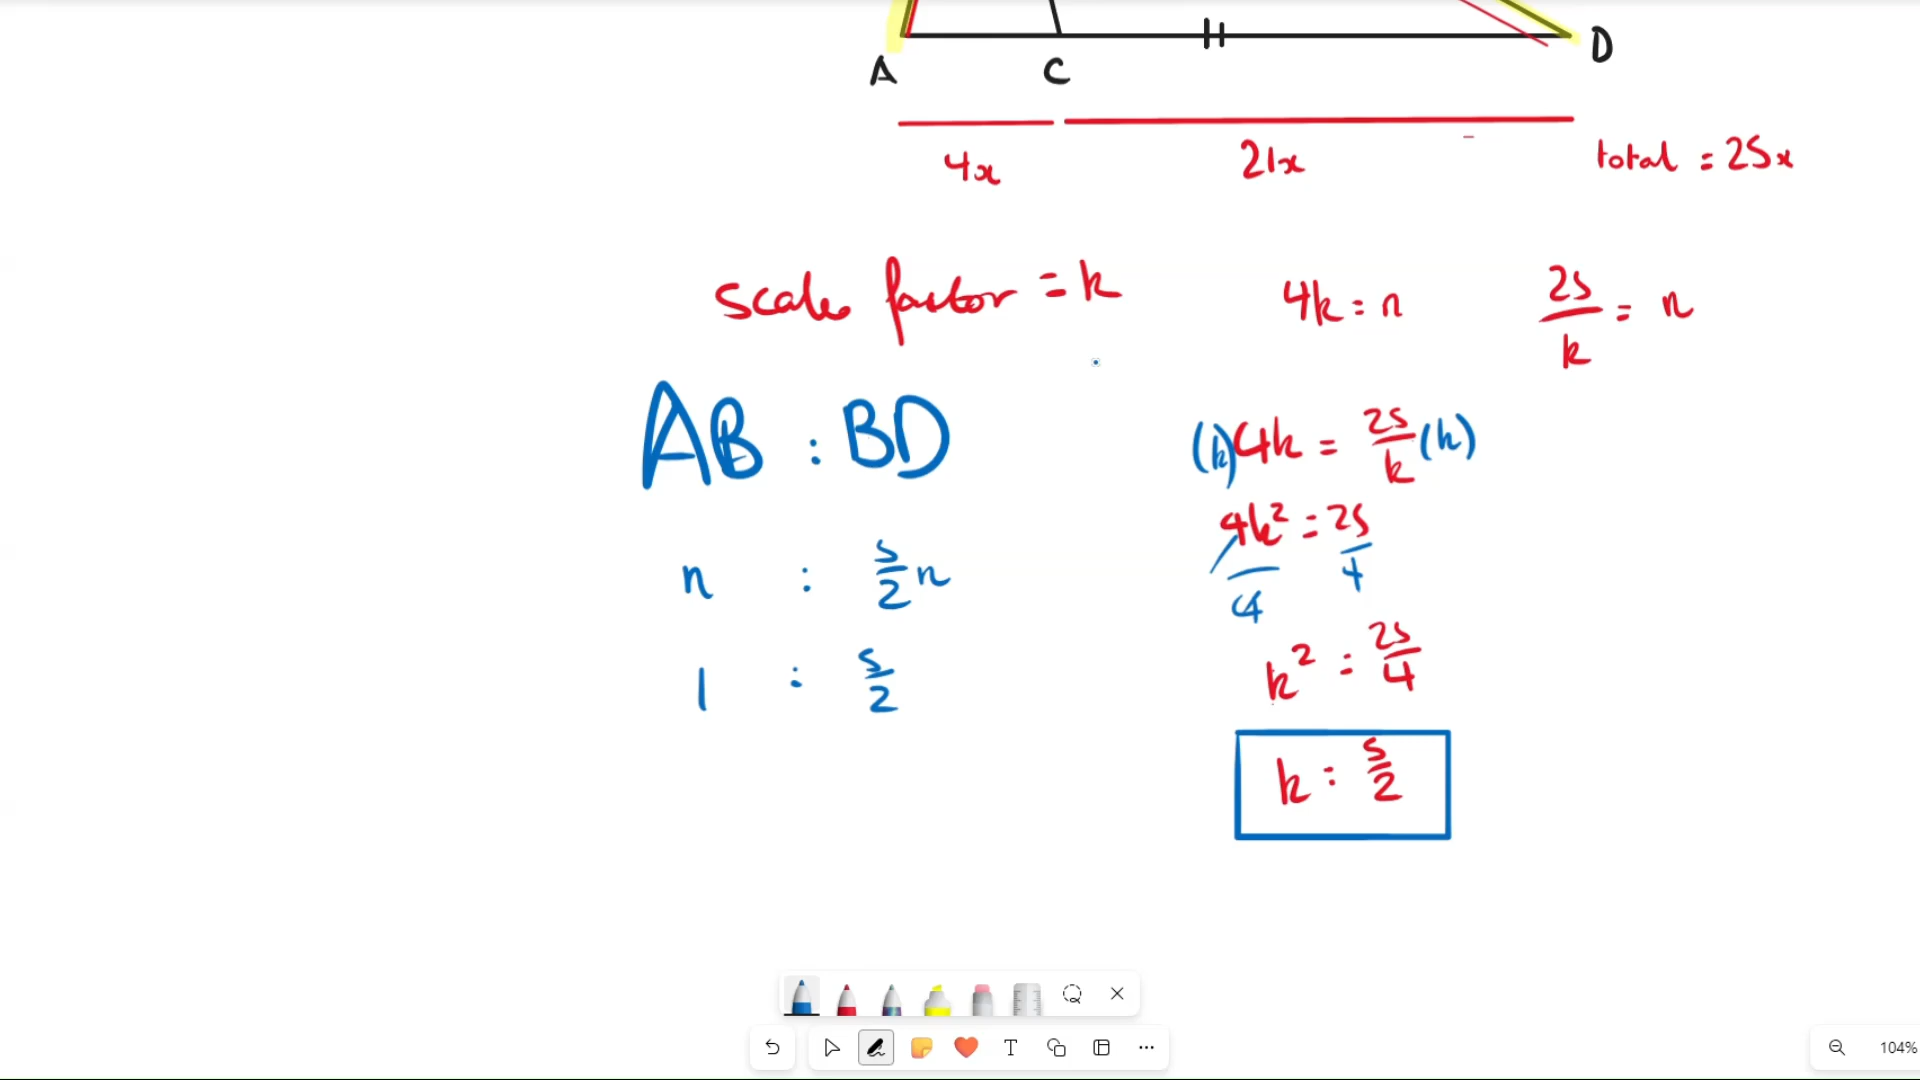 A C D
4x 21x total = 25x
scale factor = k 4k = n 25/k = n
AB : BD
(k)4k = 25/k (k)
4k² = 25
4 4
n : 5/2 n
k² = 25/4
1 : 5/2
k = 5/2
T
104%